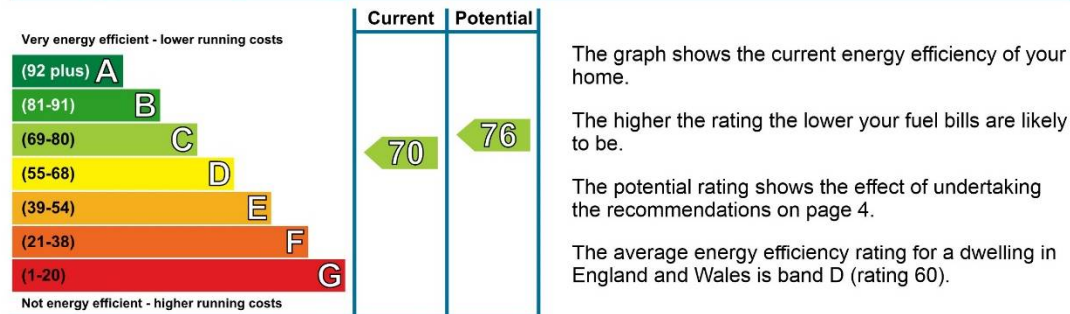 Current Potential
Very energy efficient - lower running costs
(92 plus) A
(81-91) B
(69-80) C
(55-68) D
(39-54) E
(21-38) F
(1-20) G
Not energy efficient - higher running costs
70
76
The graph shows the current energy efficiency of your
home.
The higher the rating the lower your fuel bills are likely
to be.
The potential rating shows the effect of undertaking
the recommendations on page 4.
The average energy efficiency rating for a dwelling in
England and Wales is band D (rating 60).